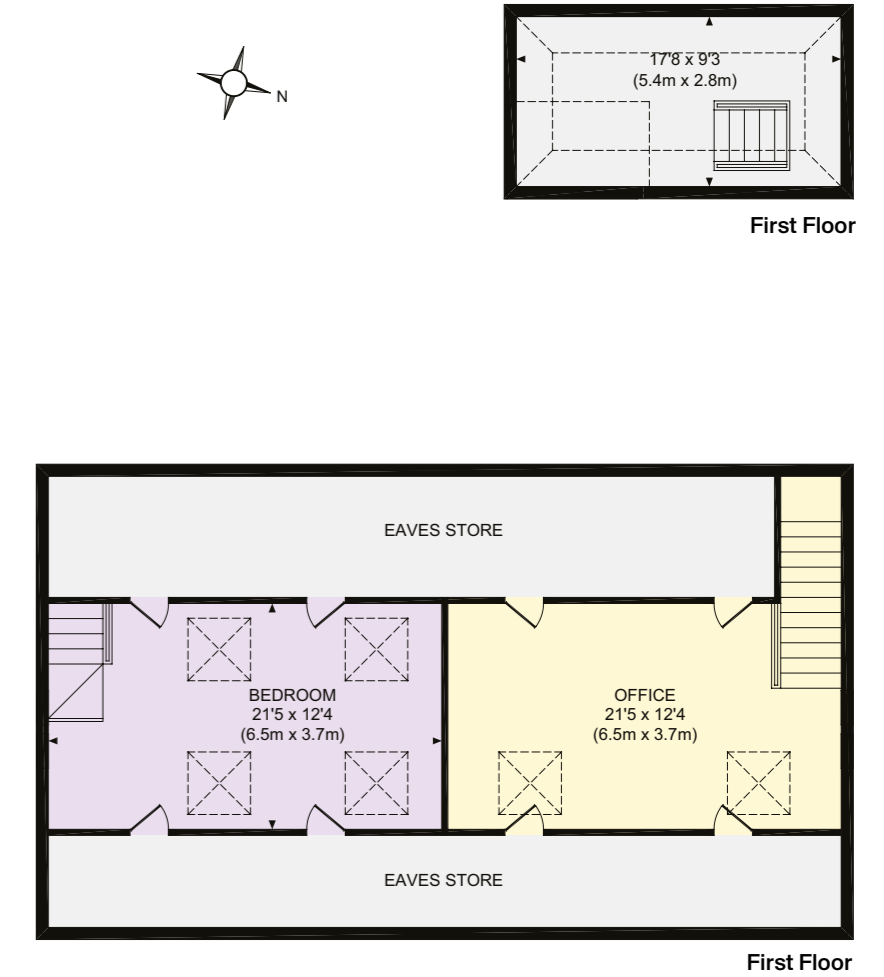 N
17'8 x 9'3
(5.4m x 2.8m)
First Floor
EAVES STORE
BEDROOM
21'5 x 12'4
(6.5m x 3.7m)
OFFICE
21'5 x 12'4
(6.5m x 3.7m)
EAVES STORE
First Floor